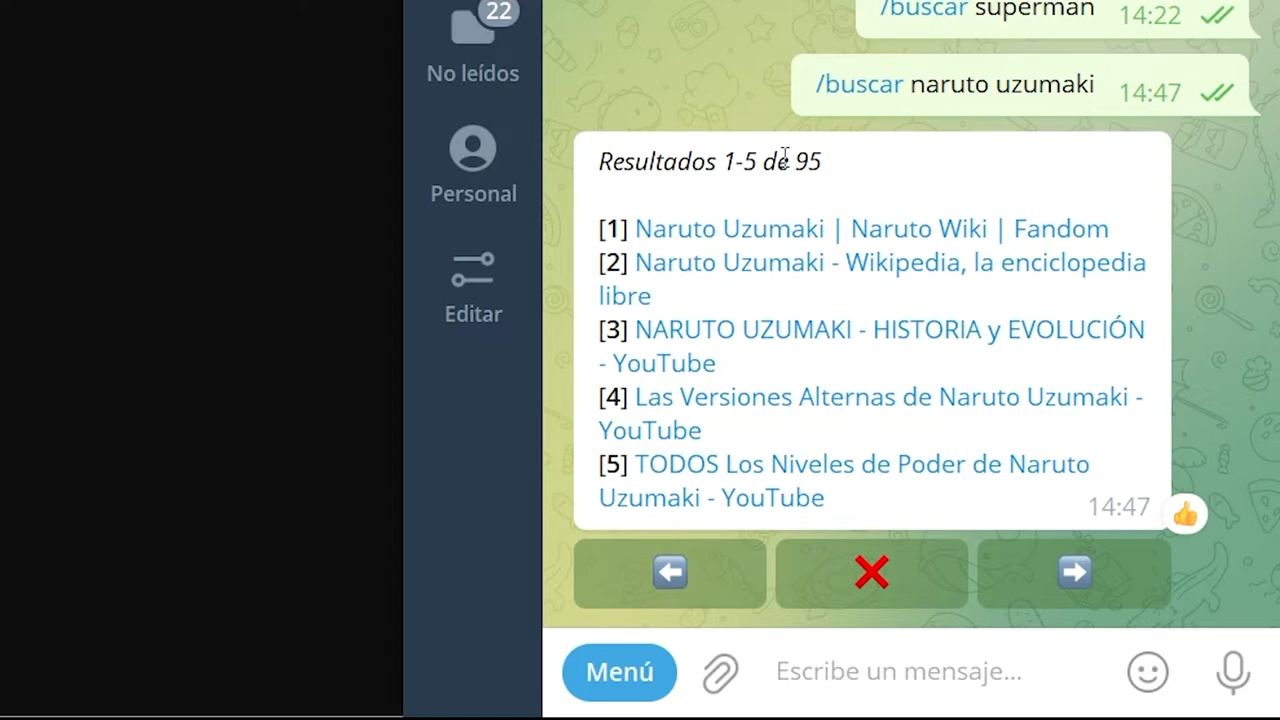 /buscar superman 14:22
22
No leídos
/buscar naruto uzumaki 14:47
Personal
Editar
Resultados 1-5 de 95
[1] Naruto Uzumaki | Naruto Wiki | Fandom
[2] Naruto Uzumaki - Wikipedia, la enciclopedia
libre
[3] NARUTO UZUMAKI - HISTORIA y EVOLUCIÓN
- YouTube
[4] Las Versiones Alternas de Naruto Uzumaki -
YouTube
[5] TODOS Los Niveles de Poder de Naruto
Uzumaki - YouTube
14:47
Menú
Escribe un mensaje...